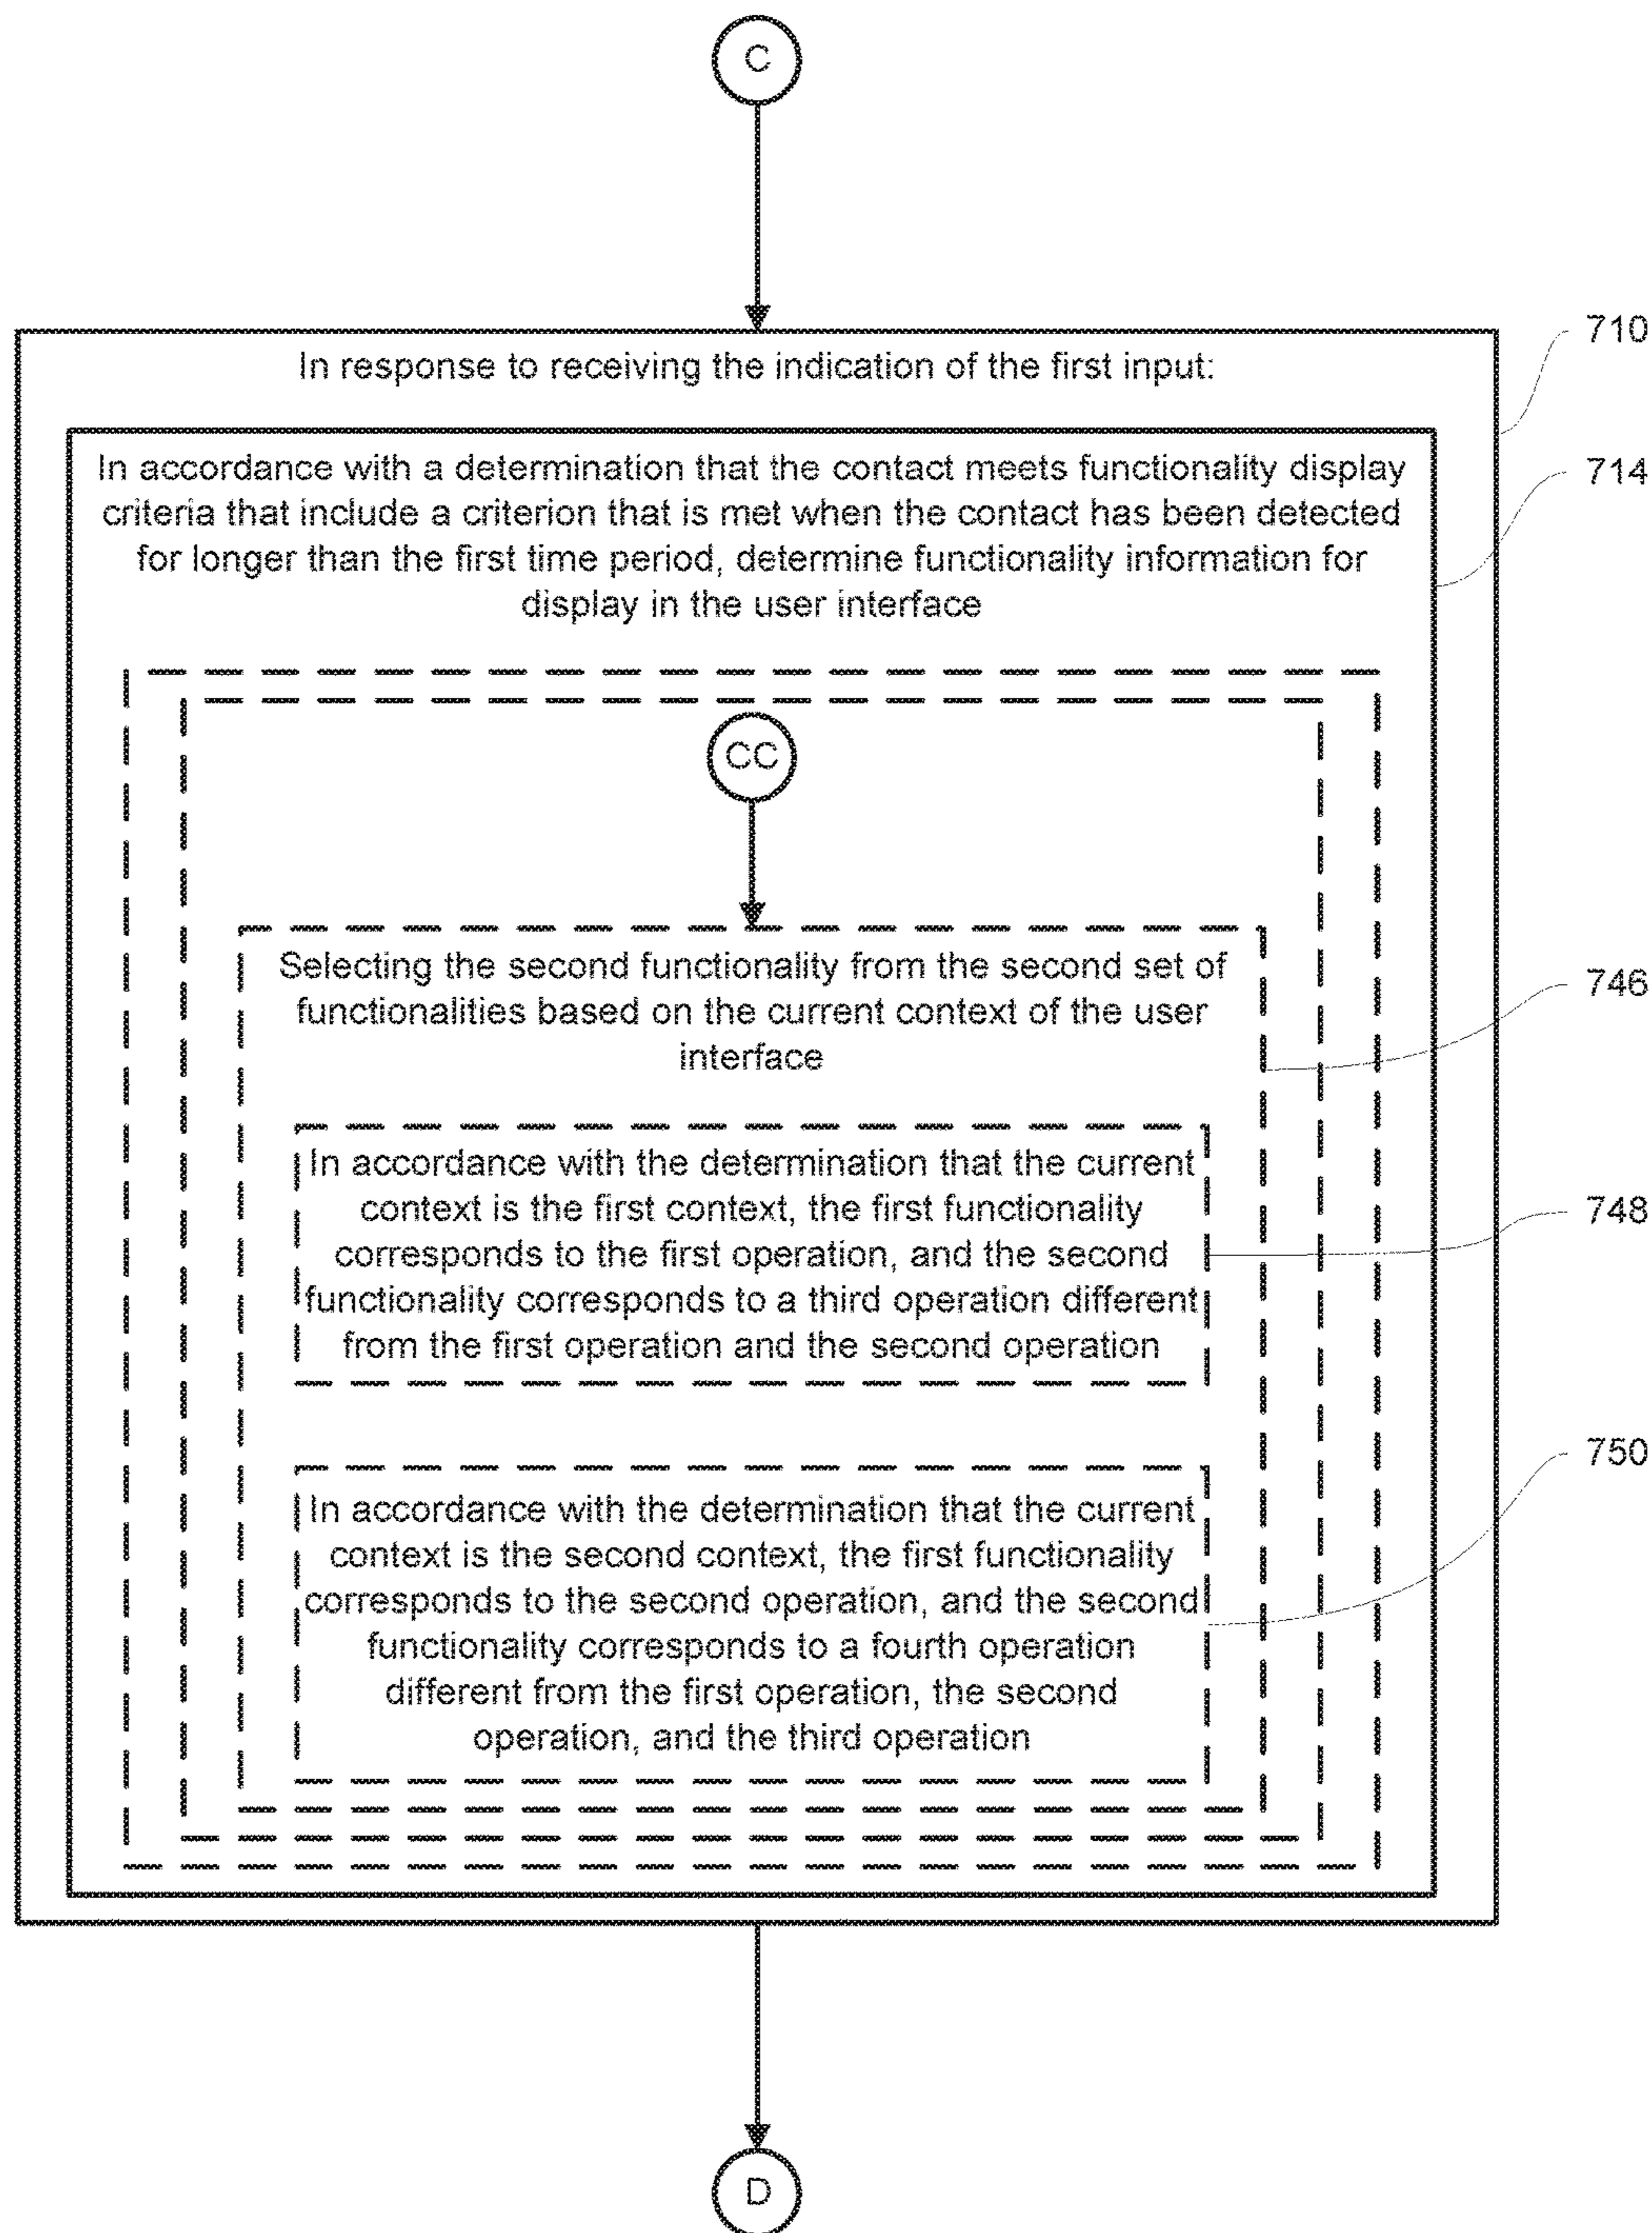 C
710
In response to receiving the indication of the first input:
714
In accordance with a determination that the contact meets functionality display
criteria that include a criterion that is met when the contact has been detected
for longer than the first time period, determine functionality information for
display in the user interface
CC
746
Selecting the second functionality from the second set of
functionalities based on the current context of the user
interface
748
In accordance with the determination that the current
context is the first context, the first functionality
corresponds to the first operation, and the second
functionality corresponds to a third operation different
from the first operation and the second operation
750
In accordance with the determination that the current
context is the second context, the first functionality
corresponds to the second operation, and the second
functionality corresponds to a fourth operation
different from the first operation, the second
operation, and the third operation
D